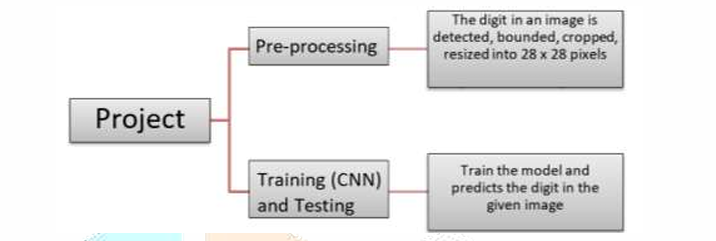 Project
Pre-processing
The digit in an image is
detected, bounded, cropped,
resized into 28 x 28 pixels
Training (CNN)
and Testing
Train the model and
predicts the digit in the
given image